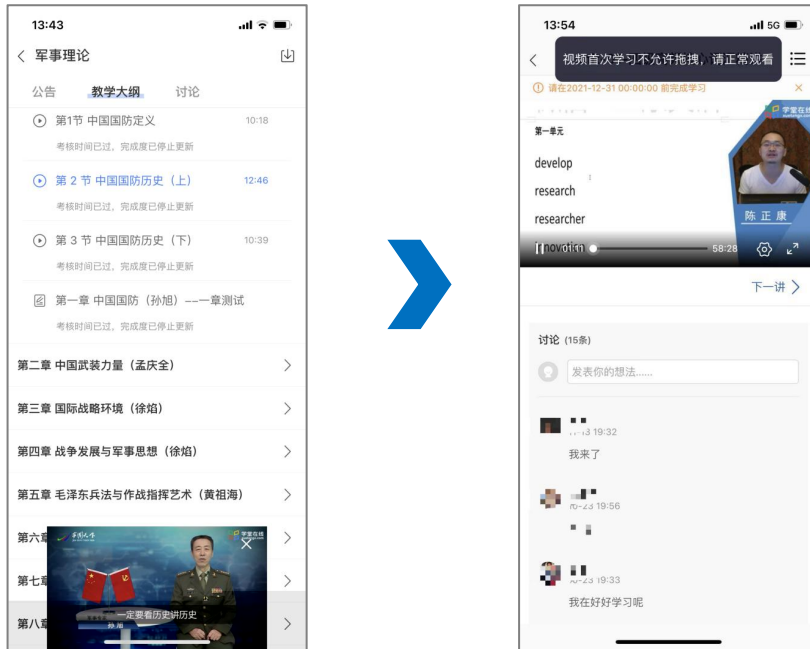 13:43
军事理论
公告 教学大纲 讨论
第1节 中国国防定义 10:18
考核时间已过，完成度已停止更新
第 2 节 中国国防历史（上） 12:46
考核时间已过，完成度已停止更新
第 3 节 中国国防历史（下） 10:39
考核时间已过，完成度已停止更新
第一章 中国国防（孙旭）--一章测试
考核时间已过，完成度已停止更新
第二章 中国武装力量（孟庆全）
第三章 国际战略环境（徐焰）
第四章 战争发展与军事思想（徐焰）
第五章 毛泽东兵法与作战指挥艺术（黄祖海）
第六章
第七章
第八章
学堂在线
一定要看历史讲历史
孙旭
13:54
5G
视频首次学习不允许拖拽，请正常观看
请在2021-12-31 00:00:00 前完成学习
学堂在线
第一单元
develop
research
researcher
innovation
陈正康
01:11 58:28
下一讲
讨论 (15条)
发表你的想法......
19:32
我来了
19:56
19:33
我在好好学习呢